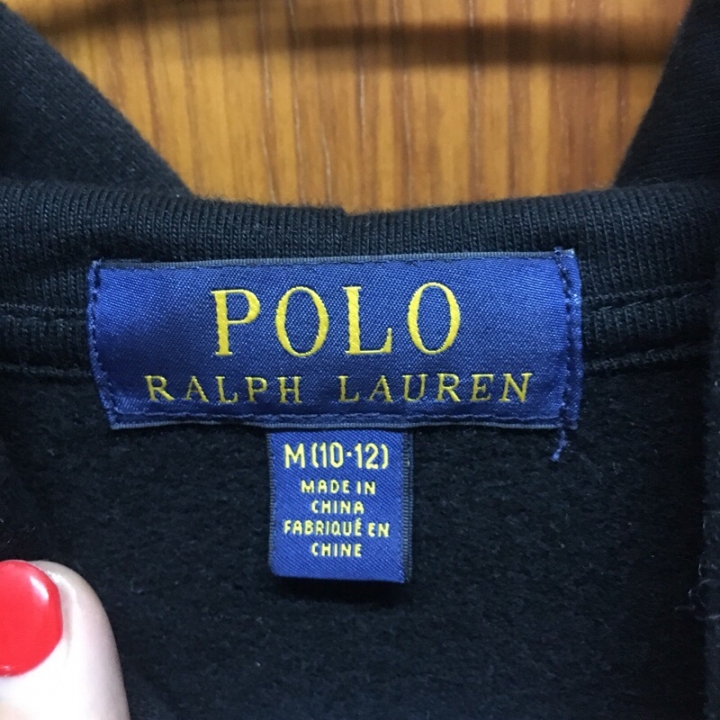 POLO
RALPH LAUREN
M(10-12)
MADE IN
CHINA
FABRIQUÉ EN
CHINE